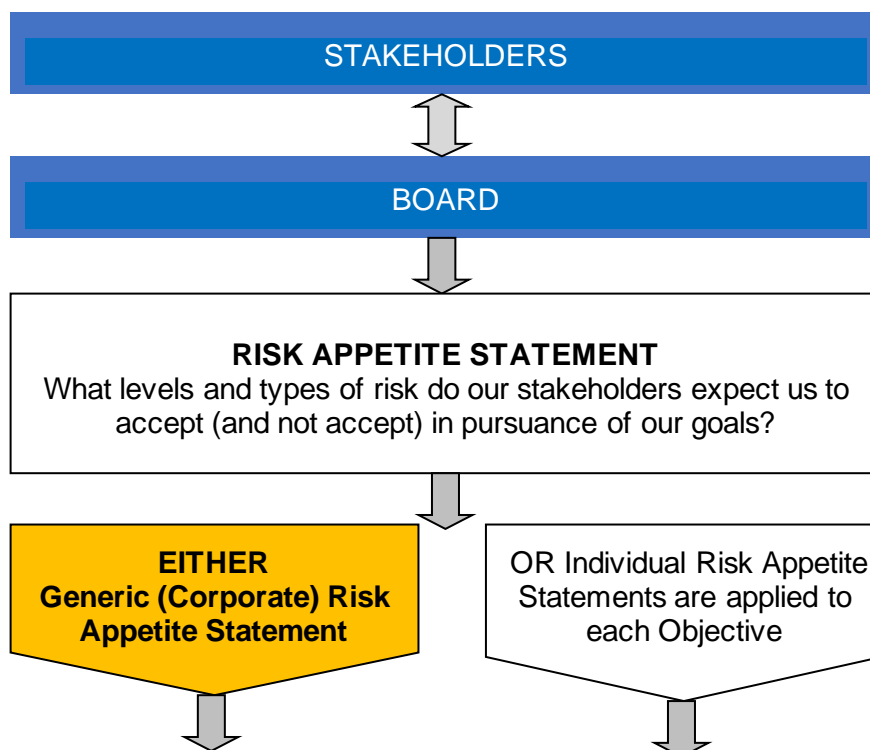 STAKEHOLDERS
BOARD
RISK APPETITE STATEMENT
What levels and types of risk do our stakeholders expect us to
accept (and not accept) in pursuance of our goals?
EITHER
Generic (Corporate) Risk
Appetite Statement
OR Individual Risk Appetite
Statements are applied to
each Objective